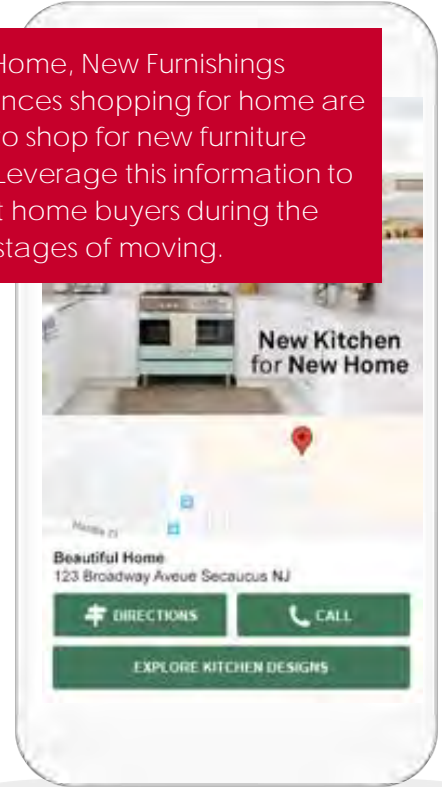 Home, New Furnishings
nces shopping for home are
o shop for new furniture
Leverage this information to
t home buyers during the
stages of moving.
New Kitchen
for New Home
Beautiful Home
123 Broadway Aveue Secaucus NJ
DIRECTIONS
CALL
EXPLORE KITCHEN DESIGNS